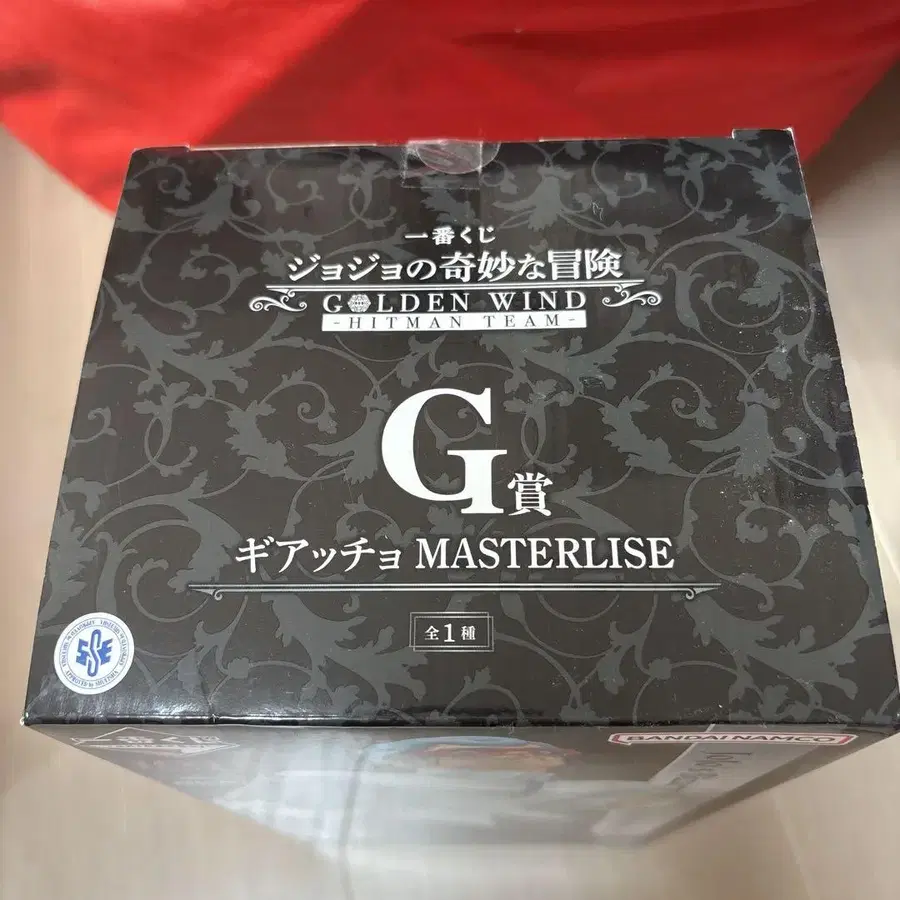 一番くじ
ジョジョの奇妙な冒険
GOLDEN WIND
-HITMAN TEAM-
G賞
ギアッチョ MASTERLISE
全1種
BANDAI NAMCO